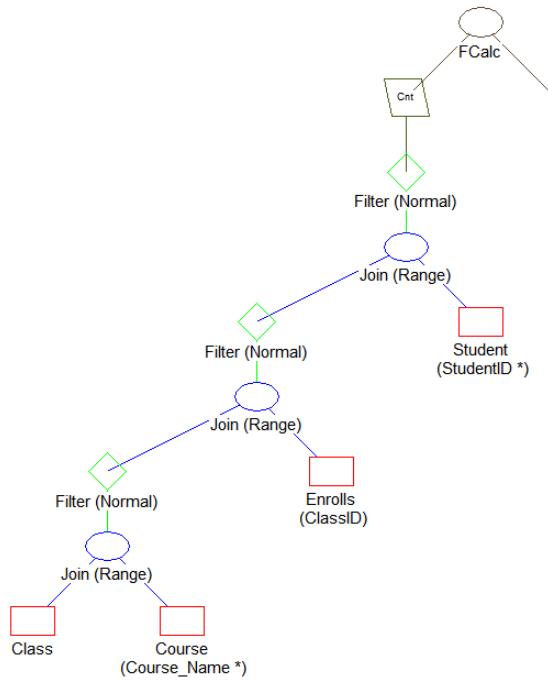 FCalc
Cnt
Filter (Normal)
Join (Range)
Student
(StudentID *)
Filter (Normal)
Join (Range)
Enrolls
(ClassID)
Filter (Normal)
Join (Range)
Class
Course
(Course_Name *)